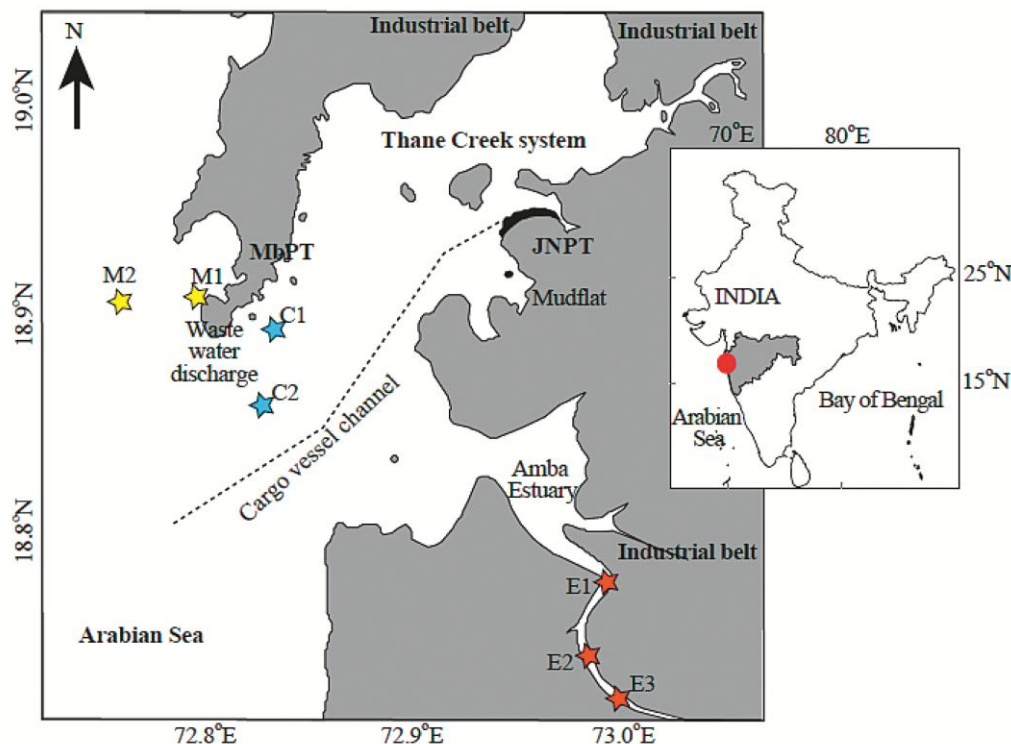 Industrial belt
Industrial belt
N
19.0°N
Thane Creek system
70°E
80°E
MbPT
JNPT
M2
M1
Mudflat
25°N
INDIA
18.9°N
C1
Waste
water
discharge
C2
15°N
Arabian
Sea
Bay of Bengal
Cargo vessel channel
Amba
Estuary
18.8°N
Industrial belt
E1
Arabian Sea
E2
E3
72.8°E
72.9°E
73.0°E